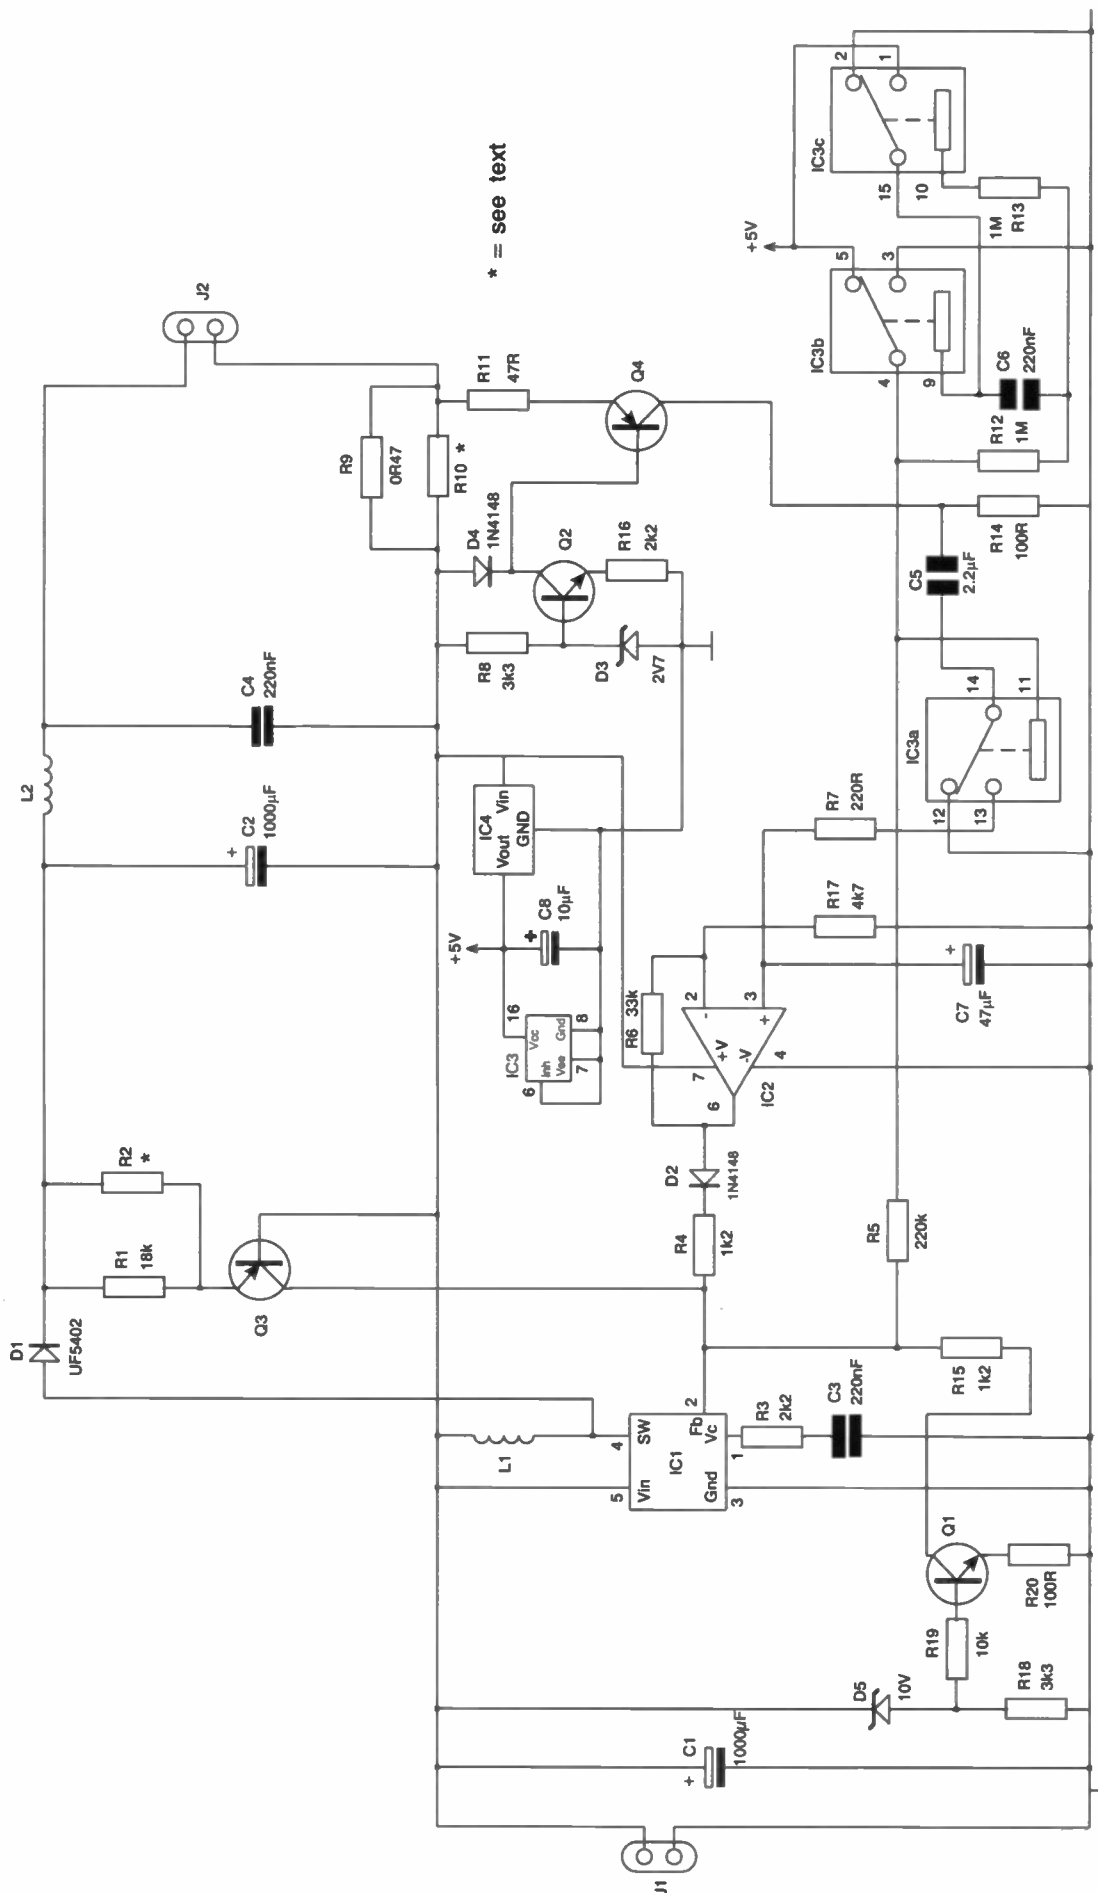 D1
UF5402
R1
18k
R2
*
L2
C2
1000µF
+
C4
220nF
J2
* = see text
Q3
R9
0R47
R10 *
R11
47R
Q4
D4
1N4148
Q2
R16
2k2
R8
3k3
D3
2V7
IC4
Vout
Vin
GND
+5V
+
C8
10µF
IC3
16
Vcc
Inh
Vee
Gnd
6
7
8
L1
4
5
SW
Vin
IC1
Fb
Vc
Gnd
2
1
3
R3
2k2
C3
220nF
R4
1k2
D2
1N4148
R6
33k
2
3
-
+
+V
-V
7
4
6
IC2
R7
220R
R17
4k7
+
C7
47µF
R5
220k
R15
1k2
IC3a
12
13
14
11
C5
2.2µF
R14
100R
R12
1M
C6
220nF
IC3b
4
9
5
3
+5V
IC3c
15
10
2
1
1M
R13
Q1
R20
100R
R19
10k
R18
3k3
D5
10V
C1
1000µF
+
J1